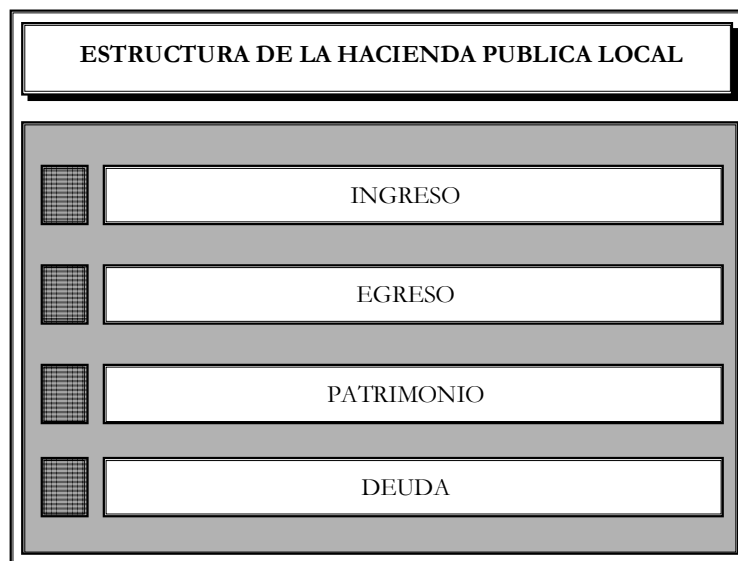 ESTRUCTURA DE LA HACIENDA PUBLICA LOCAL
INGRESO
EGRESO
PATRIMONIO
DEUDA